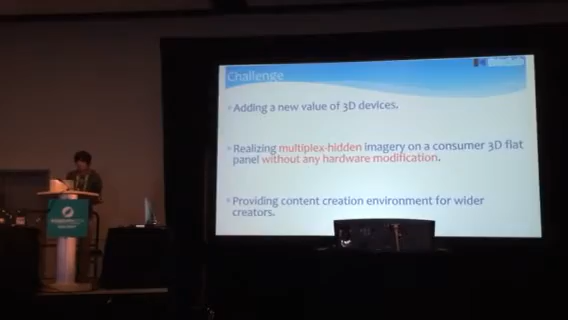 Challenge
Adding a new value of 3D devices.
Realizing multiplex-hidden imagery on a consumer 3D flat
panel without any hardware modification.
Providing content creation environment for wider
creators.